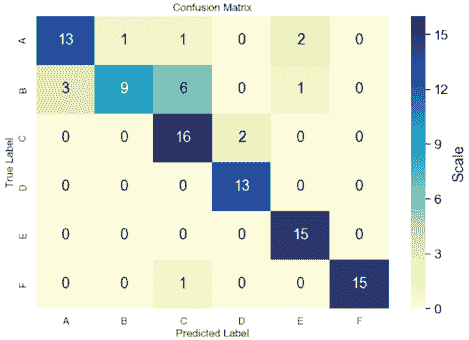 Confusion Matrix
A 13 1 1 0 2 0
B 3 9 6 0 1 0
C 0 0 16 2 0 0
D 0 0 0 13 0 0
E 0 0 0 0 15 0
F 0 0 1 0 0 15
A B C D E F
Predicted Label
True Label
15
12
9
6
3
0
Scale